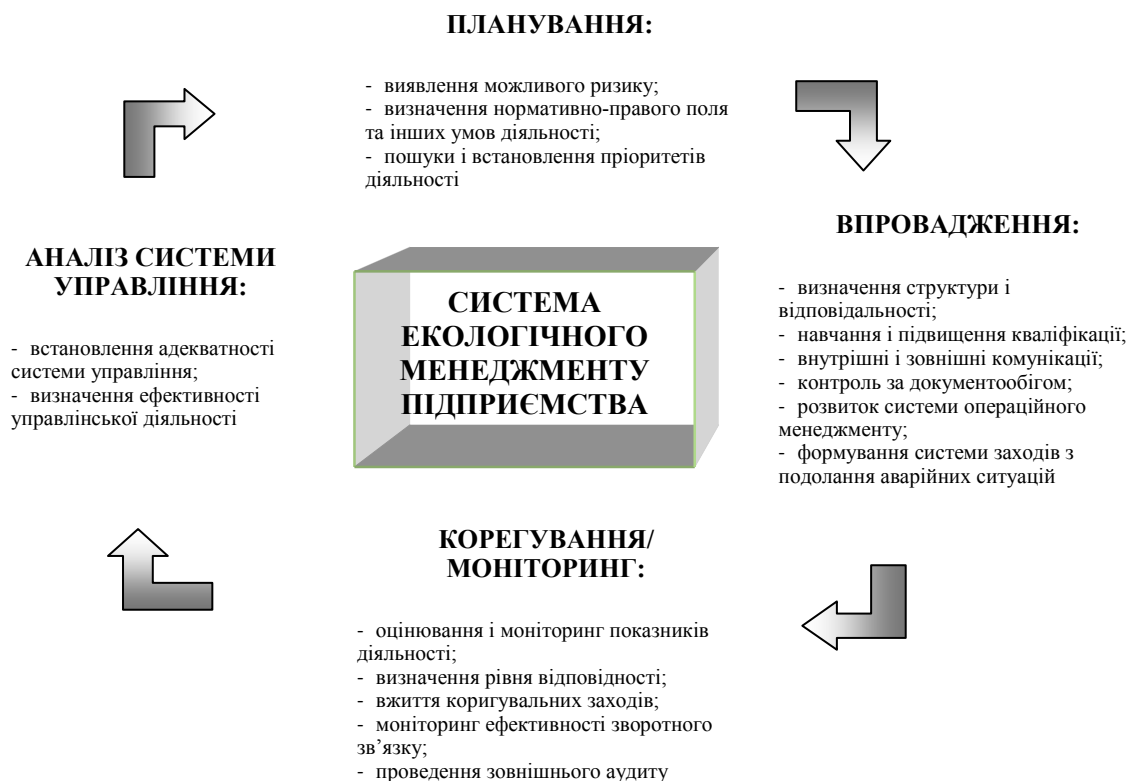 ПЛАНУВАННЯ:
- виявлення можливого ризику;
- визначення нормативно-правого поля
та інших умов діяльності;
- пошуки і встановлення пріоритетів
діяльності
ВПРОВАДЖЕННЯ:
- визначення структури і
відповідальності;
- навчання і підвищення кваліфікації;
- внутрішні і зовнішні комунікації;
- контроль за документообігом;
- розвиток системи операційного
менеджменту;
- формування системи заходів з
подолання аварійних ситуацій
АНАЛІЗ СИСТЕМИ
УПРАВЛІННЯ:
- встановлення адекватності
системи управління;
- визначення ефективності
управлінської діяльності
СИСТЕМА
ЕКОЛОГІЧНОГО
МЕНЕДЖМЕНТУ
ПІДПРИЄМСТВА
КОРЕГУВАННЯ/
МОНІТОРИНГ:
- оцінювання і моніторинг показників
діяльності;
- визначення рівня відповідності;
- вжиття коригувальних заходів;
- моніторинг ефективності зворотного
зв’язку;
- проведення зовнішнього аудиту